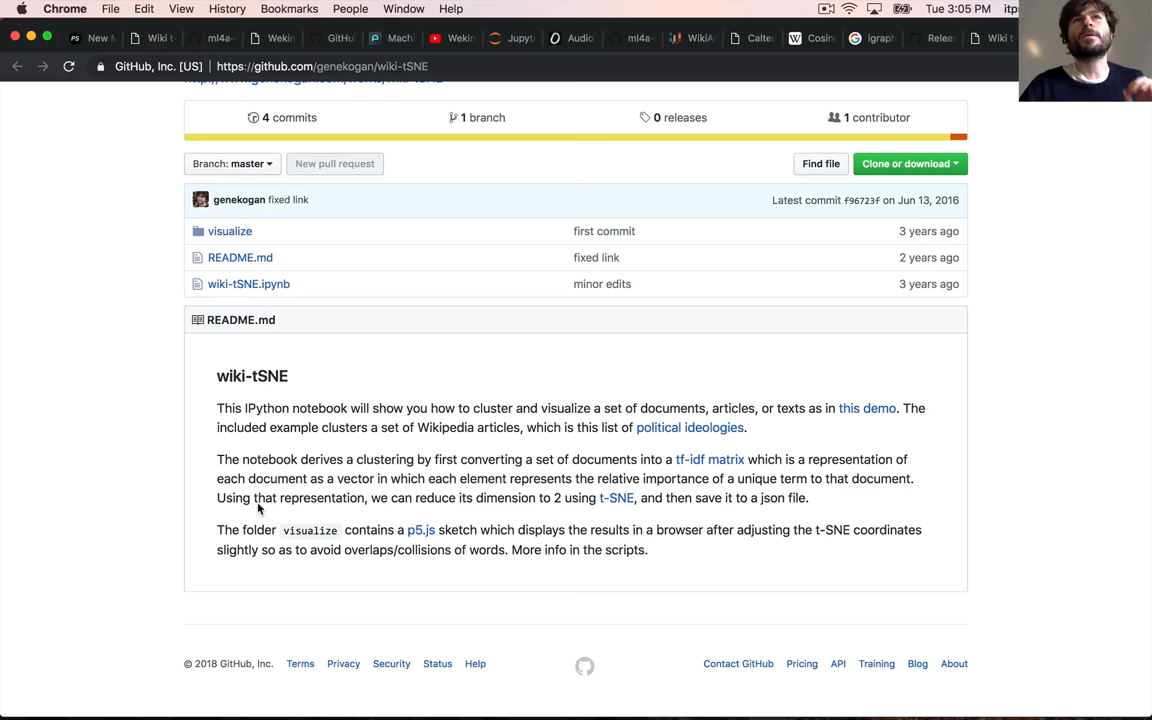 Chrome File Edit View History Bookmarks People Window Help Tue 3:05 PM itp
New Wiki t ml4a- Wekin GitHu Machi Wekin Jupyt Audio ml4a- WikiA Caltec Cosin igraph Relea Wiki t
GitHub, Inc. [US] https://github.com/genekogan/wiki-tSNE
4 commits 1 branch 0 releases 1 contributor
Branch: master New pull request Find file Clone or download
genekogan fixed link Latest commit f96723f on Jun 13, 2016
visualize first commit 3 years ago
README.md fixed link 2 years ago
wiki-tSNE.ipynb minor edits 3 years ago
README.md
wiki-tSNE
This IPython notebook will show you how to cluster and visualize a set of documents, articles, or texts as in this demo. The
included example clusters a set of Wikipedia articles, which is this list of political ideologies.
The notebook derives a clustering by first converting a set of documents into a tf-idf matrix which is a representation of
each document as a vector in which each element represents the relative importance of a unique term to that document.
Using that representation, we can reduce its dimension to 2 using t-SNE, and then save it to a json file.
The folder visualize contains a p5.js sketch which displays the results in a browser after adjusting the t-SNE coordinates
slightly so as to avoid overlaps/collisions of words. More info in the scripts.
© 2018 GitHub, Inc. Terms Privacy Security Status Help Contact GitHub Pricing API Training Blog About